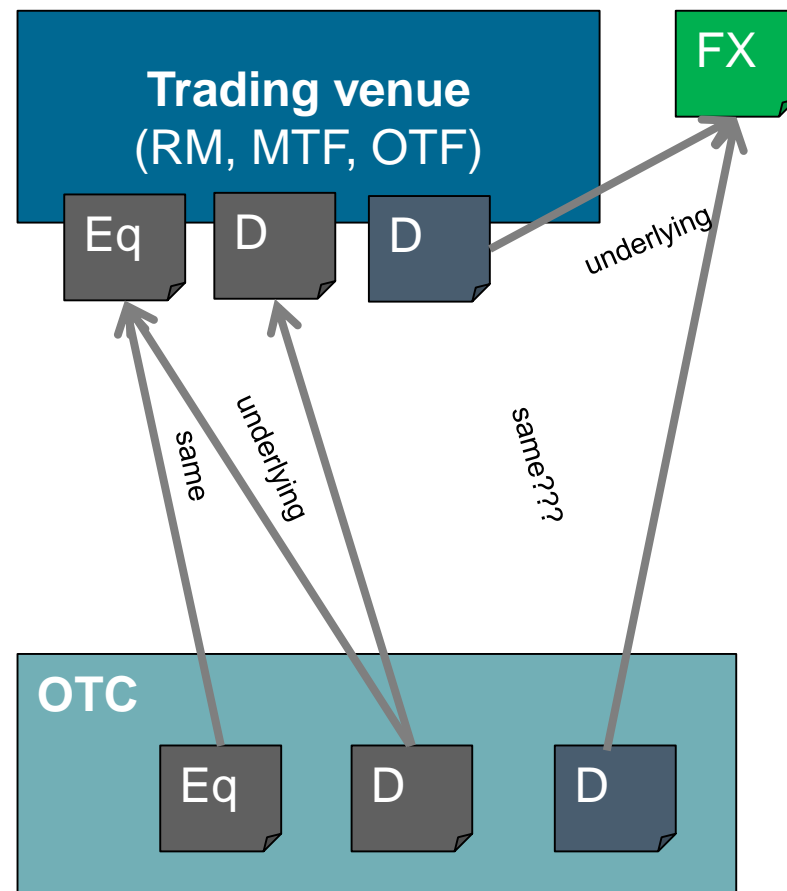 Trading venue
(RM, MTF, OTF)
FX
Eq
D
D
underlying
same
underlying
same???
OTC
Eq
D
D